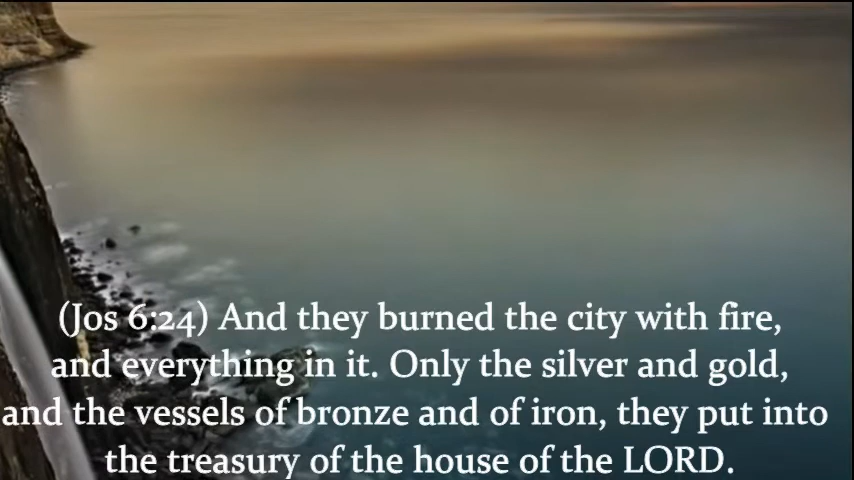 (Jos 6:24) And they burned the city with fire,
and everything in it. Only the silver and gold,
and the vessels of bronze and of iron, they put into
the treasury of the house of the LORD.